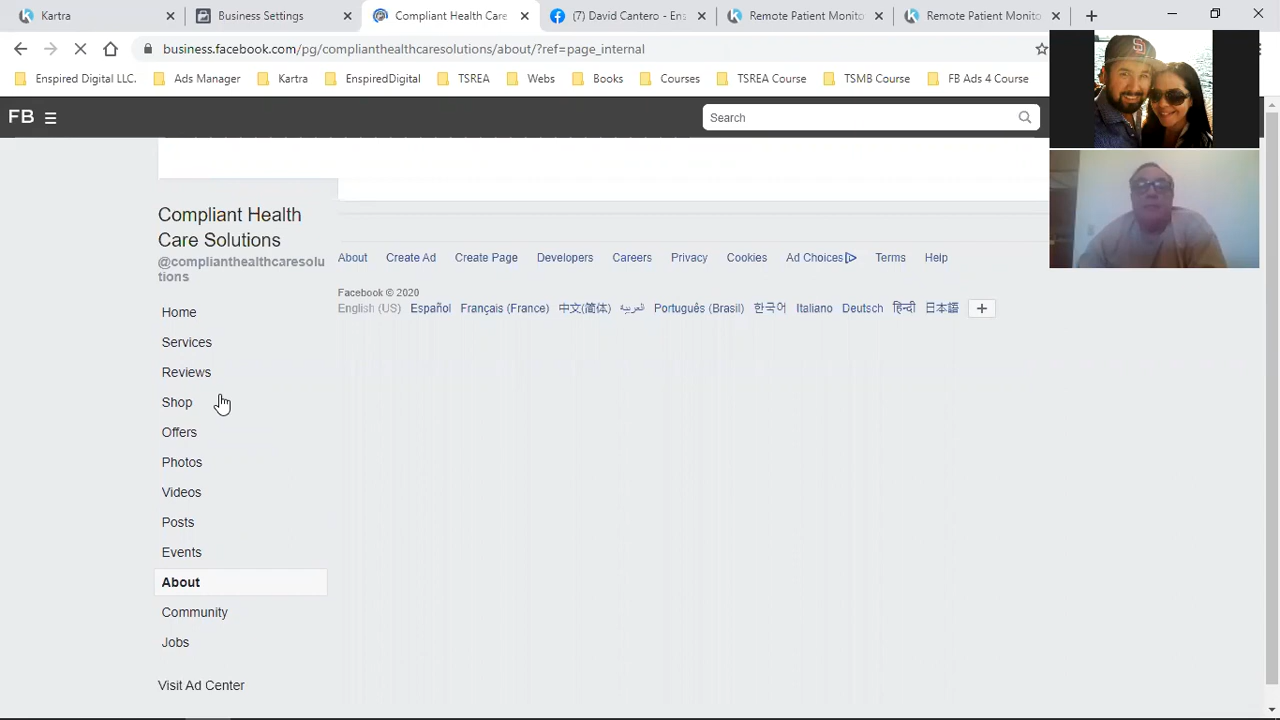 Kartra
Business Settings
Compliant Health Care
(7) David Cantero - Ens
Remote Patient Monito
Remote Patient Monito
business.facebook.com/pg/complianthealthcaresolutions/about/?ref=page_internal
Enspired Digital LLC.
Ads Manager
Kartra
EnspiredDigital
TSREA
Webs
Books
Courses
TSREA Course
TSMB Course
FB Ads 4 Course
FB
Search
Compliant Health
Care Solutions
@complianthealthcaresolu
tions
Home
Services
Reviews
Shop
Offers
Photos
Videos
Posts
Events
About
Community
Jobs
Visit Ad Center
About Create Ad Create Page Developers Careers Privacy Cookies Ad Choices Terms Help
Facebook © 2020
English (US) Español Français (France) 中文(简体) العربية Português (Brasil) 한국어 Italiano Deutsch हिन्दी 日本語